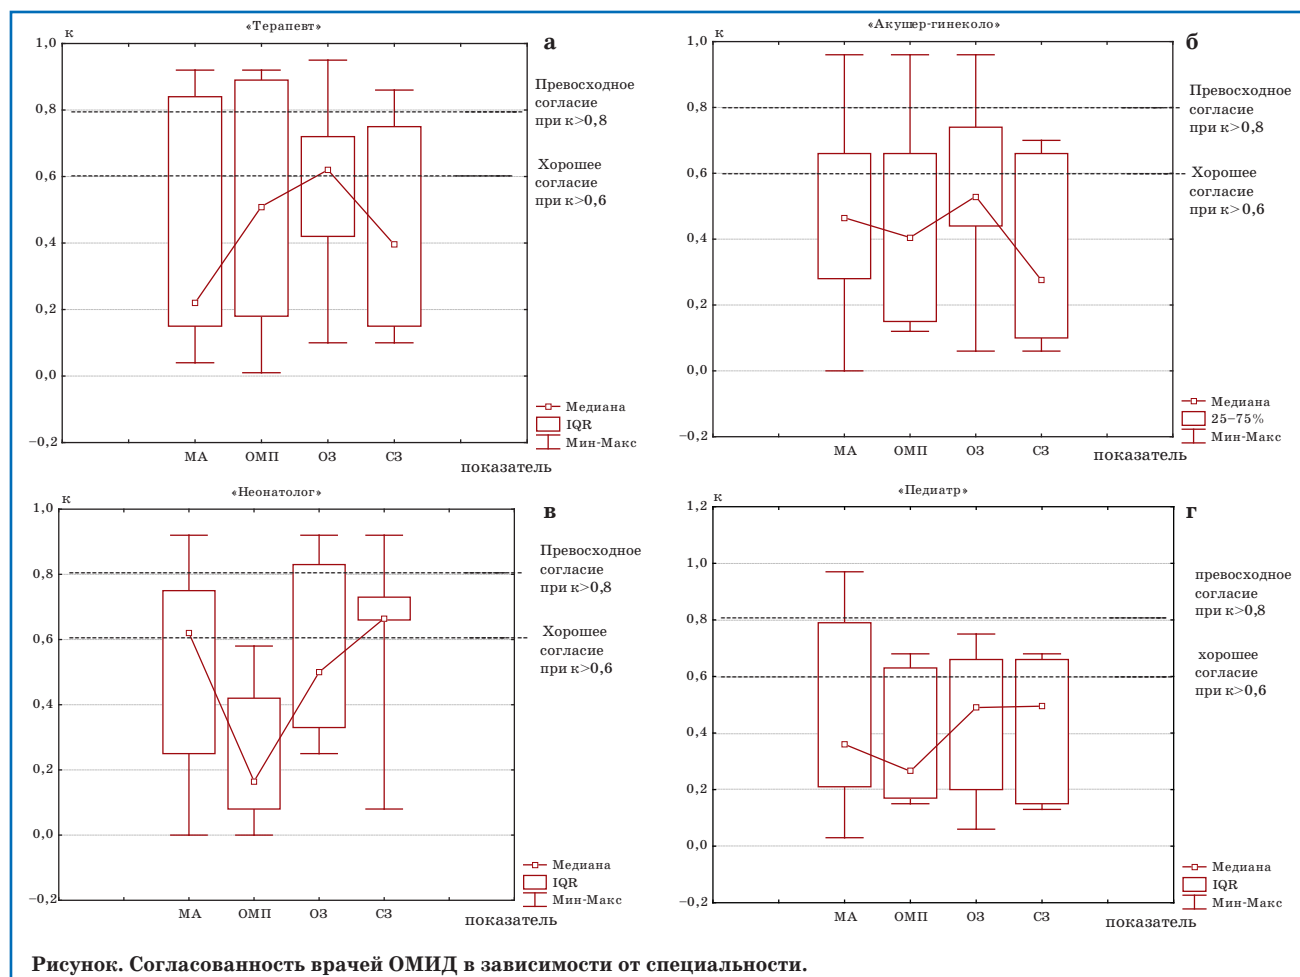 «Терапевт»
к
а
1,0
0,8
0,6
0,4
0,2
0,0
–0,2
Превосходное
согласие
при к>0,8
Хорошее
согласие
при к>0,6
Медиана
IQR
Мин-Макс
МА ОМП ОЗ СЗ
показатель
«Акушер-гинеколо»
к
б
1,0
0,8
0,6
0,4
0,2
0,0
–0,2
Превосходное
согласие
при к>0,8
Хорошее
согласие
при к>0,6
Медиана
25–75%
Мин-Макс
МА ОМП ОЗ СЗ
показатель
«Неонатолог»
к
в
1,0
0,8
0,6
0,4
0,2
0,0
–0,2
Превосходное
согласие
при к>0,8
Хорошее
согласие
при к>0,6
Медиана
IQR
Мин-Макс
МА ОМП ОЗ СЗ
показатель
«Педиатр»
к
г
1,2
1,0
0,8
0,6
0,4
0,2
0,0
–0,2
превосходное
согласие
при к>0,8
хорошее
согласие
при к>0,6
Медиана
IQR
Мин-Макс
МА ОМП ОЗ СЗ
показатель
Рисунок. Согласованность врачей ОМИД в зависимости от специальности.